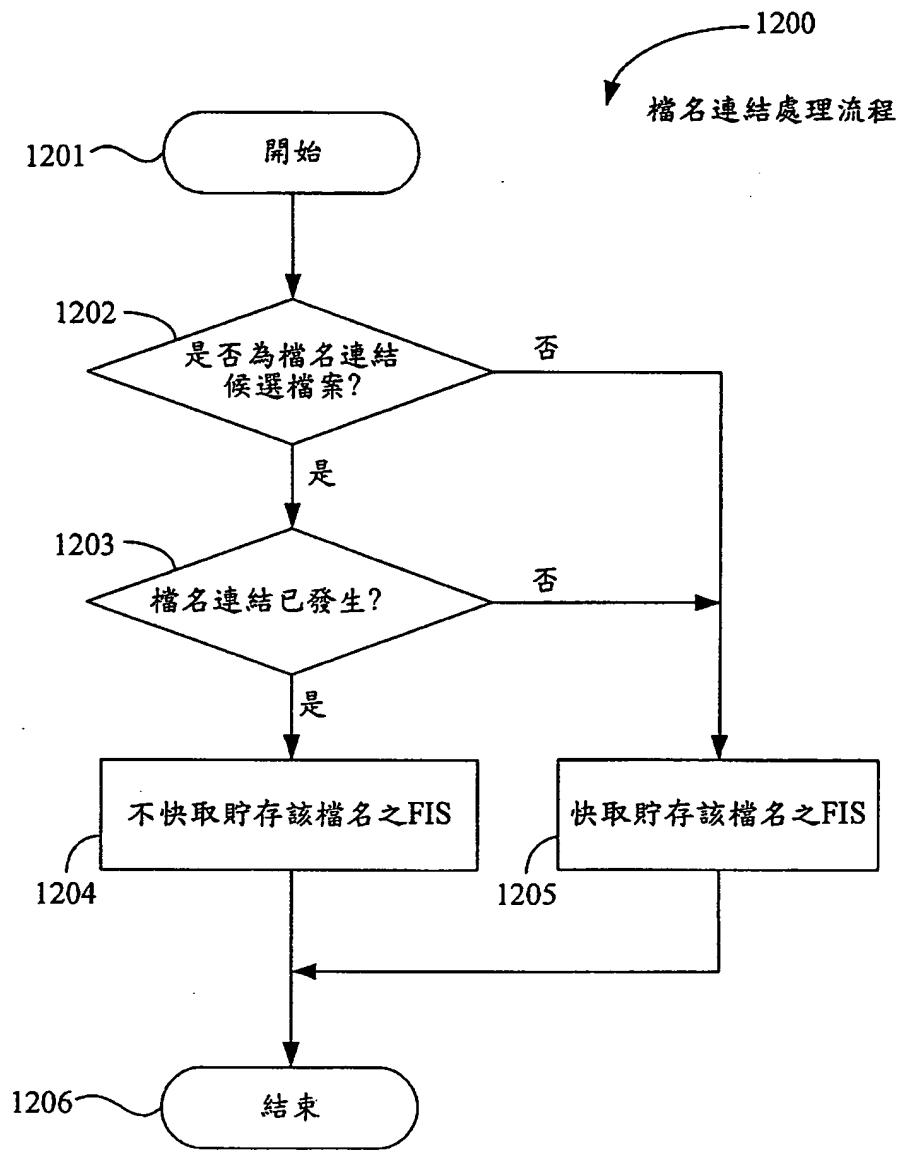 1200
檔名連結處理流程
1201
開始
1202
是否為檔名連結
候選檔案?
否
是
1203
檔名連結已發生?
否
是
不快取貯存該檔名之FIS
快取貯存該檔名之FIS
1204
1205
1206
結束